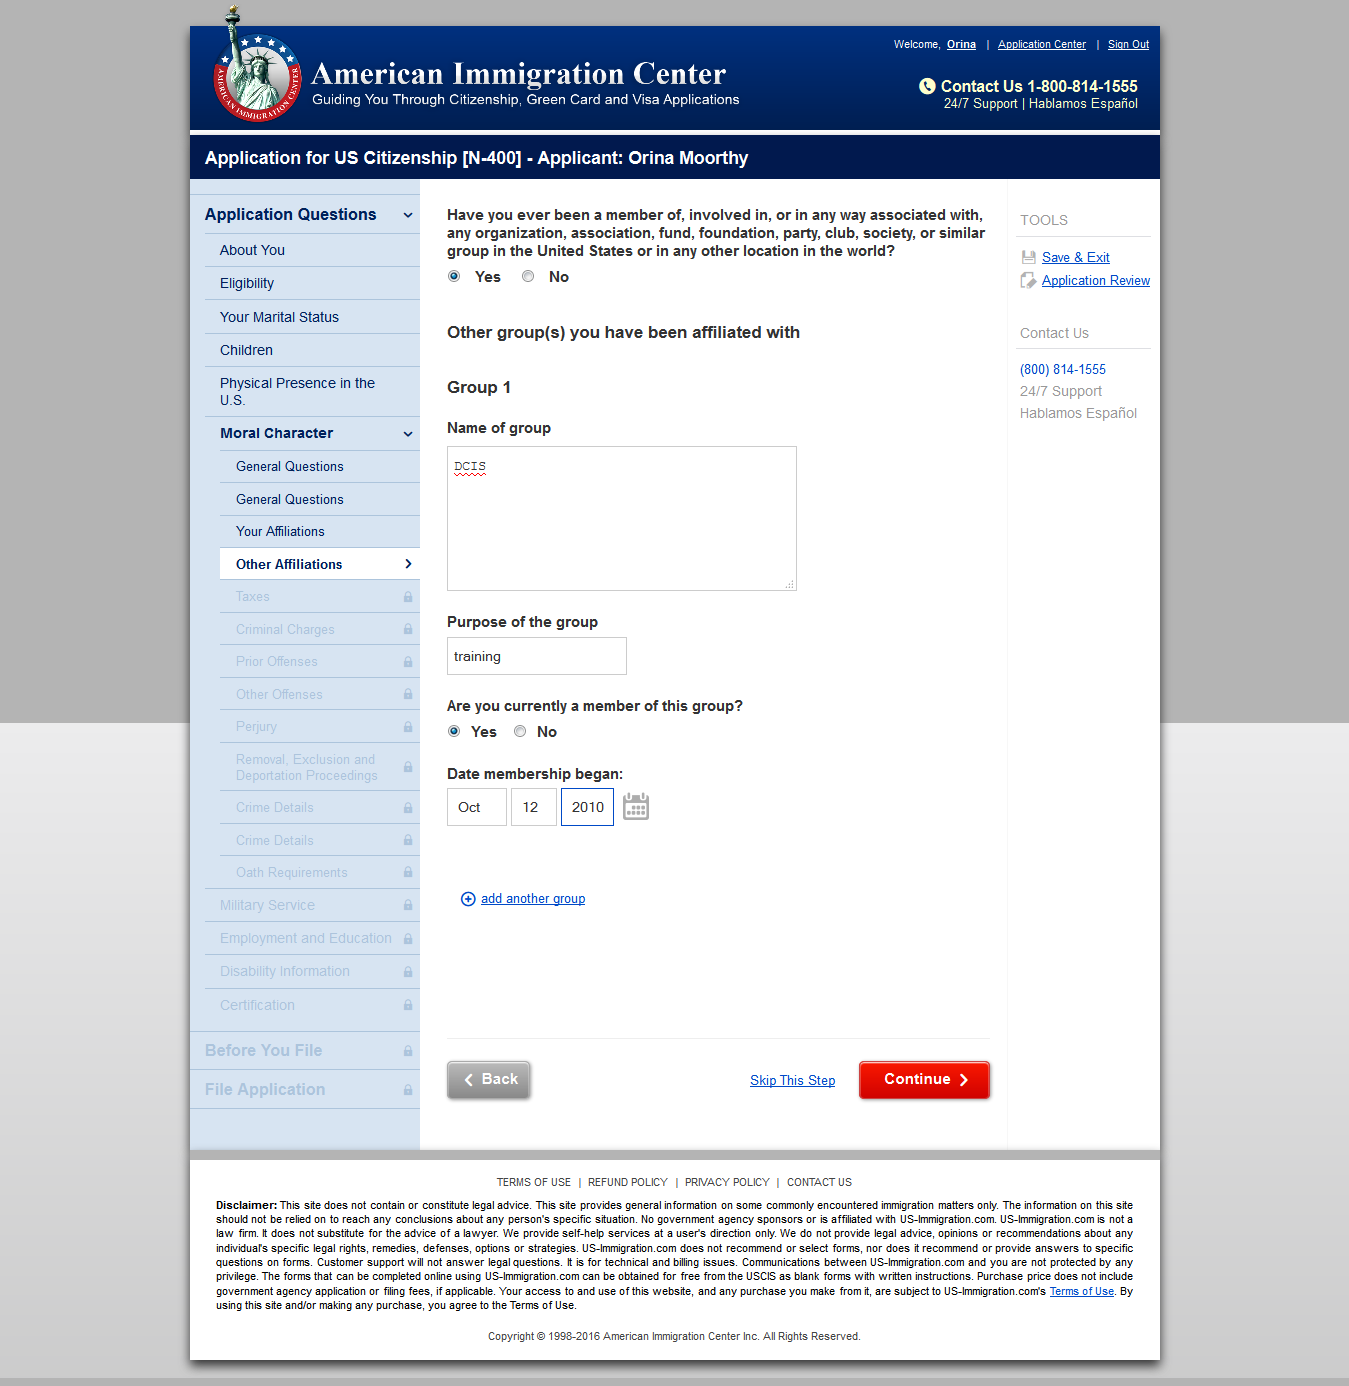 Welcome, Orina | Application Center | Sign Out
AMERICAN IMMIGRATION CENTER
American Immigration Center
Guiding You Through Citizenship, Green Card and Visa Applications
Contact Us 1-800-814-1555
24/7 Support | Hablamos Español
Application for US Citizenship [N-400] - Applicant: Orina Moorthy
Application Questions
About You
Eligibility
Your Marital Status
Children
Physical Presence in the
U.S.
Moral Character
General Questions
General Questions
Your Affiliations
Other Affiliations
Taxes
Criminal Charges
Prior Offenses
Other Offenses
Perjury
Removal, Exclusion and
Deportation Proceedings
Crime Details
Crime Details
Oath Requirements
Military Service
Employment and Education
Disability Information
Certification
Before You File
File Application
Have you ever been a member of, involved in, or in any way associated with,
any organization, association, fund, foundation, party, club, society, or similar
group in the United States or in any other location in the world?
Yes No
Other group(s) you have been affiliated with
Group 1
Name of group
DCIS
Purpose of the group
training
Are you currently a member of this group?
Yes No
Date membership began:
Oct 12 2010
add another group
Back Skip This Step Continue
TOOLS
Save & Exit
Application Review
Contact Us
(800) 814-1555
24/7 Support
Hablamos Español
TERMS OF USE | REFUND POLICY | PRIVACY POLICY | CONTACT US
Disclaimer: This site does not contain or constitute legal advice. This site provides general information on some commonly encountered immigration matters only. The information on this site
should not be relied on to reach any conclusions about any person's specific situation. No government agency sponsors or is affiliated with US-Immigration.com. US-Immigration.com is not a
law firm. It does not substitute for the advice of a lawyer. We provide self-help services at a user's direction only. We do not provide legal advice, opinions or recommendations about any
individual's specific legal rights, remedies, defenses, options or strategies. US-Immigration.com does not recommend or select forms, nor does it recommend or provide answers to specific
questions on forms. Customer support will not answer legal questions. It is for technical and billing issues. Communications between US-Immigration.com and you are not protected by any
privilege. The forms that can be completed online using US-Immigration.com can be obtained for free from the USCIS as blank forms with written instructions. Purchase price does not include
government agency application or filing fees, if applicable. Your access to and use of this website, and any purchase you make from it, are subject to US-Immigration.com's Terms of Use. By
using this site and/or making any purchase, you agree to the Terms of Use.
Copyright © 1998-2016 American Immigration Center Inc. All Rights Reserved.